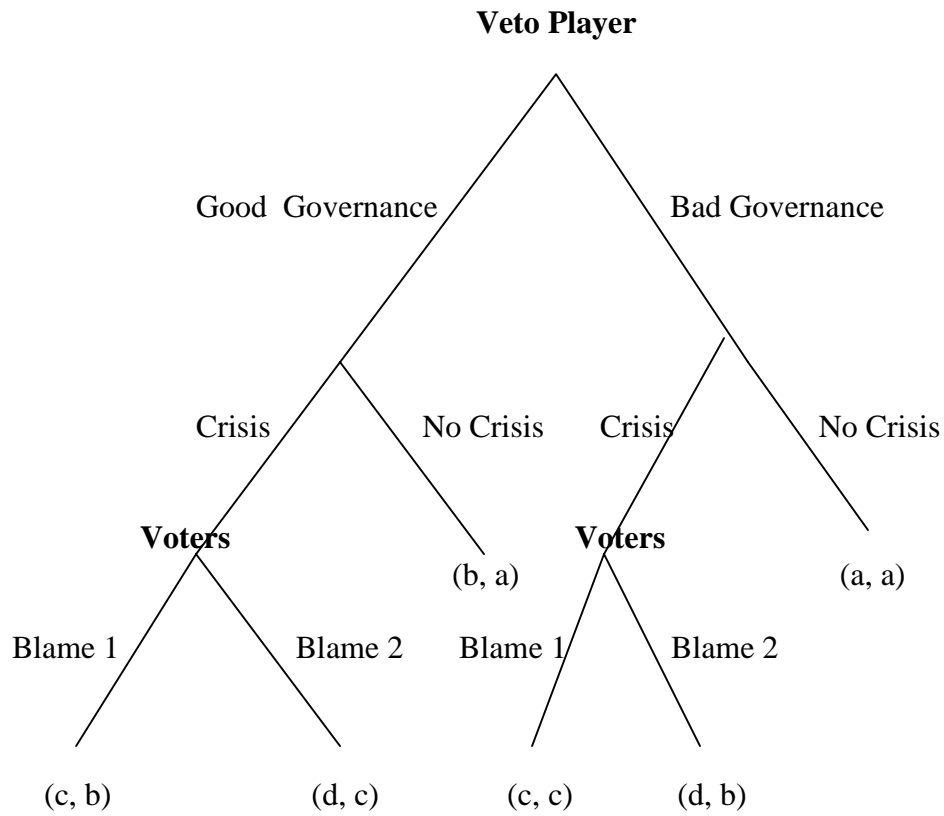 Veto Player
Good Governance
Bad Governance
Crisis
No Crisis
Crisis
No Crisis
Voters
Voters
(b, a)
(a, a)
Blame 1
Blame 2
Blame 1
Blame 2
(c, b)
(d, c)
(c, c)
(d, b)